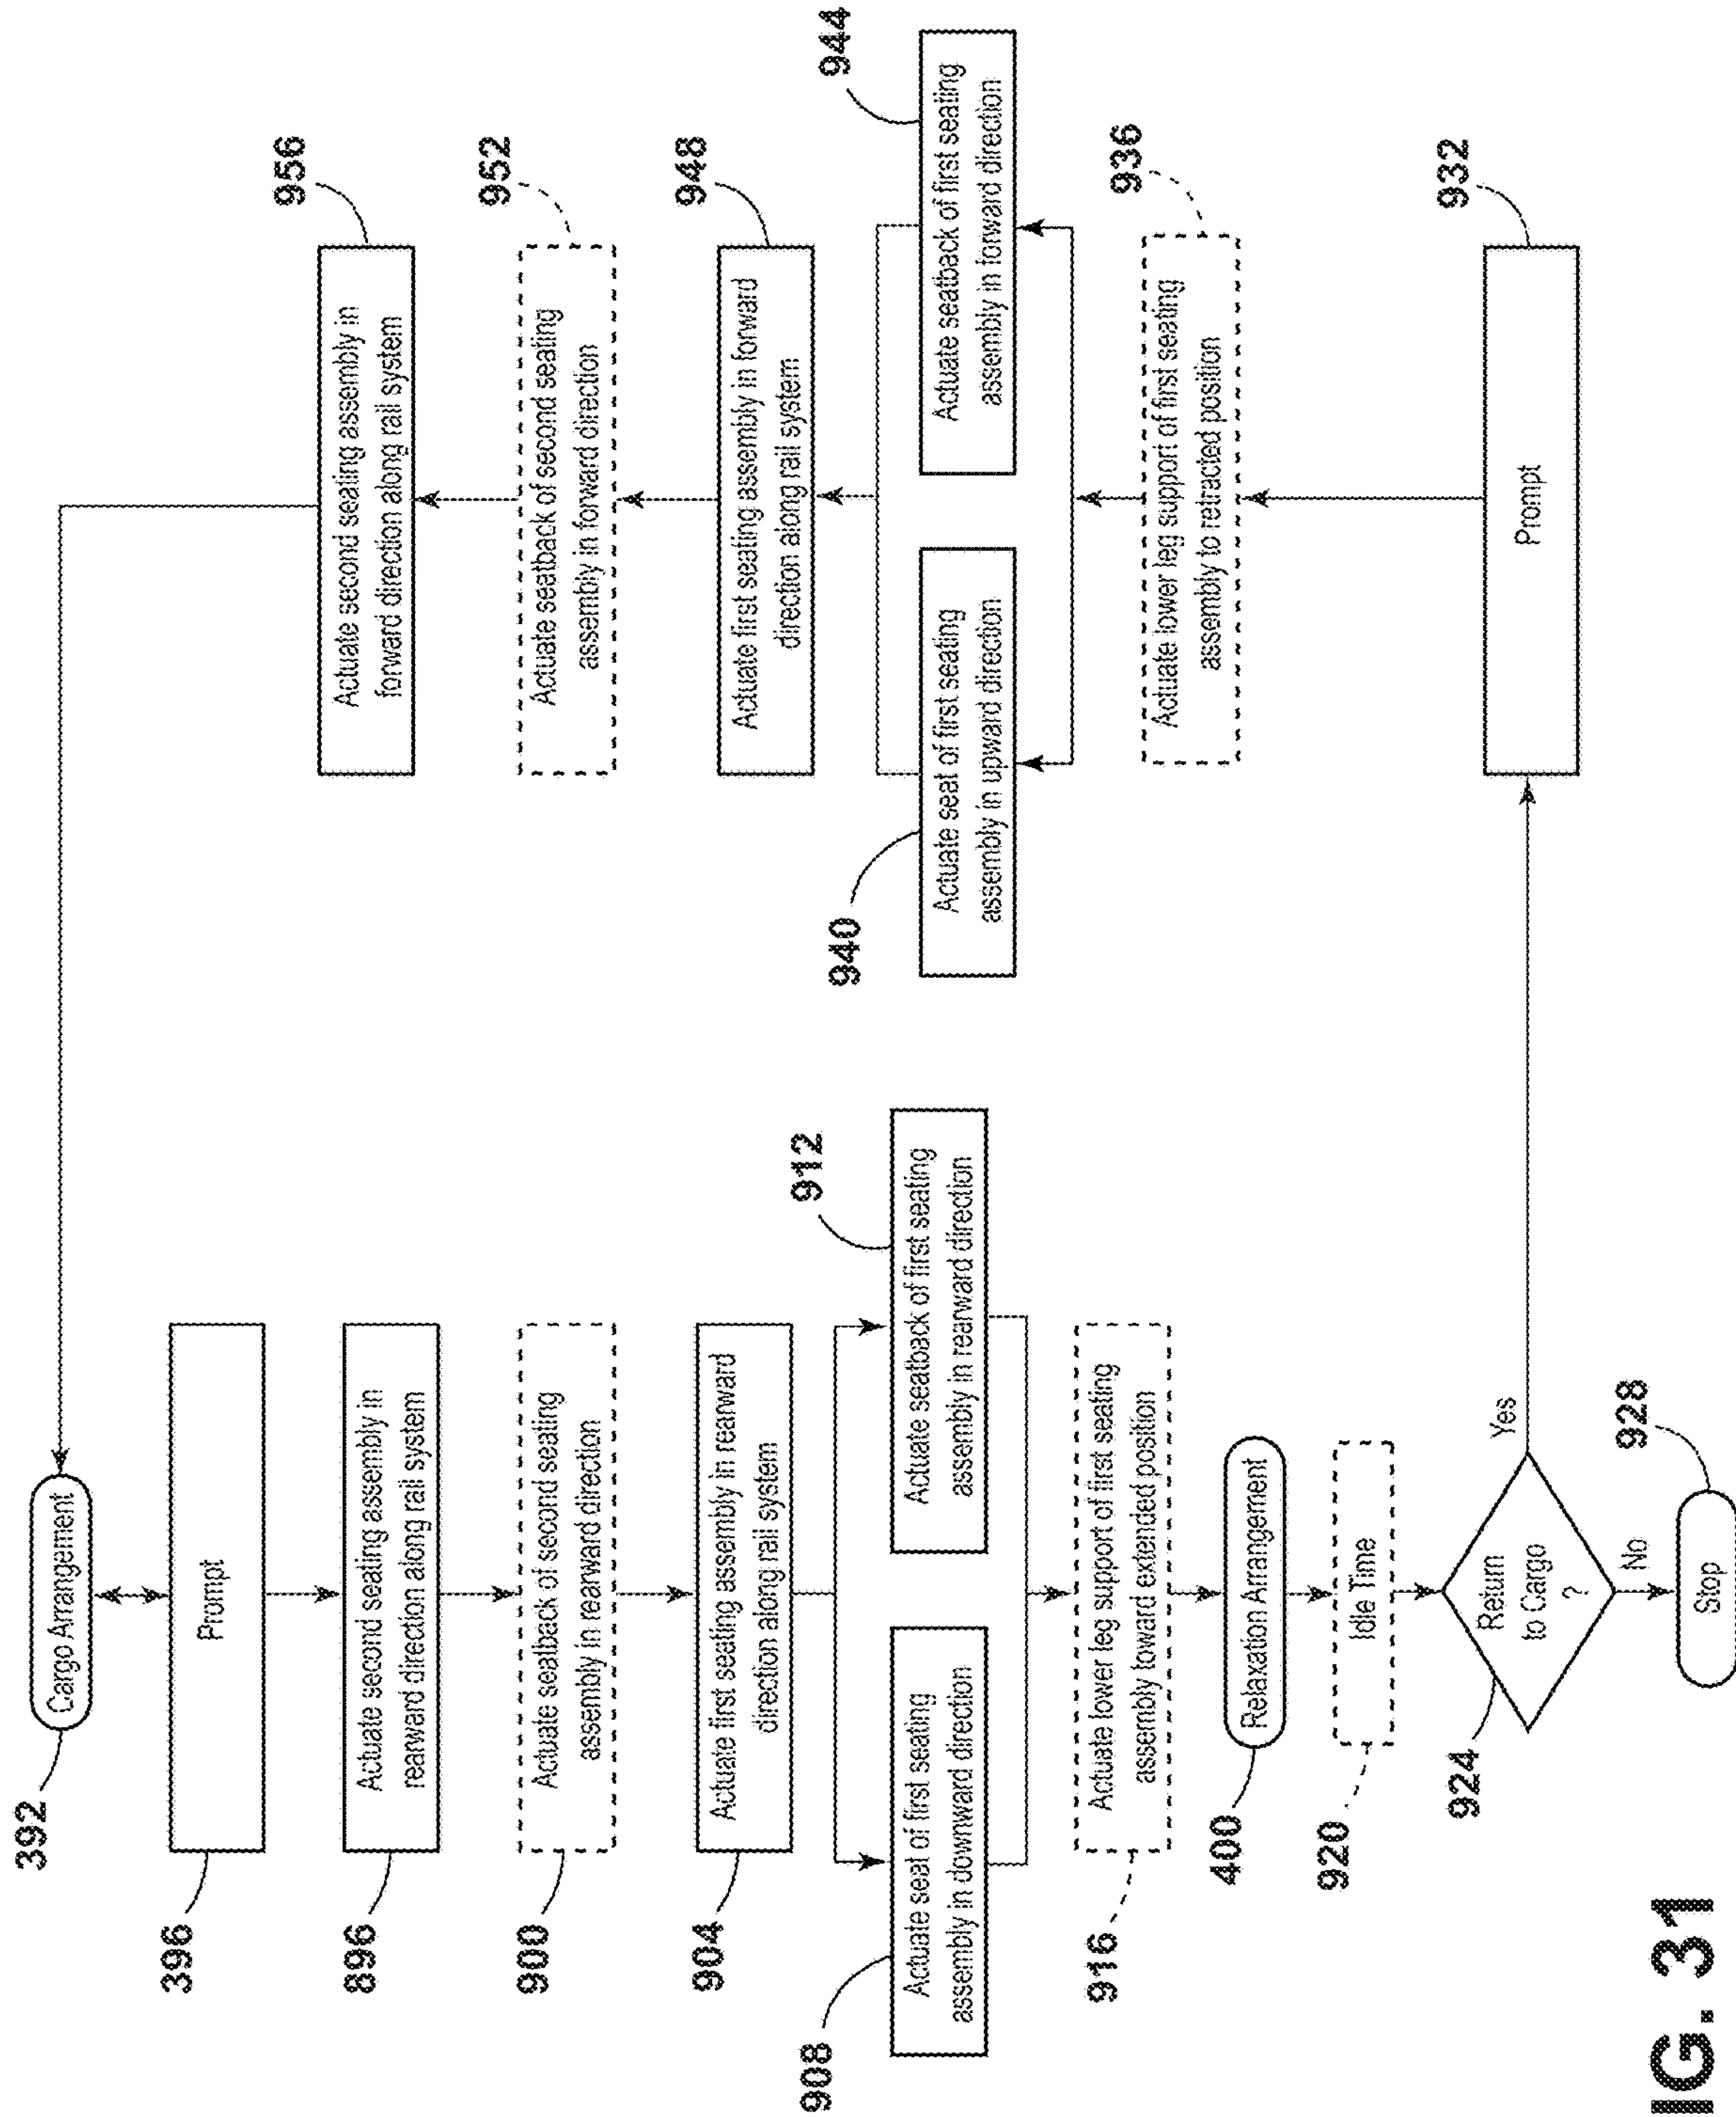 392
Cargo Arrangement
396
Prompt
896
Actuate second seating assembly in
rearward direction along rail system
900
Actuate seatback of second seating
assembly in rearward direction
904
Actuate first seating assembly in rearward
direction along rail system
908
Actuate seat of first seating
assembly in downward direction
912
Actuate seatback of first seating
assembly in rearward direction
916
Actuate lower leg support of first seating
assembly toward extended position
400
Relaxation Arrangement
920
Idle Time
924
Return
to Cargo
?
Yes
No
928
Stop
956
Actuate second seating assembly in
forward direction along rail system
952
Actuate seatback of second seating
assembly in forward direction
948
Actuate first seating assembly in forward
direction along rail system
940
Actuate seat of first seating
assembly in upward direction
944
Actuate seatback of first seating
assembly in forward direction
936
Actuate lower leg support of first seating
assembly to retracted position
932
Prompt
IG. 31